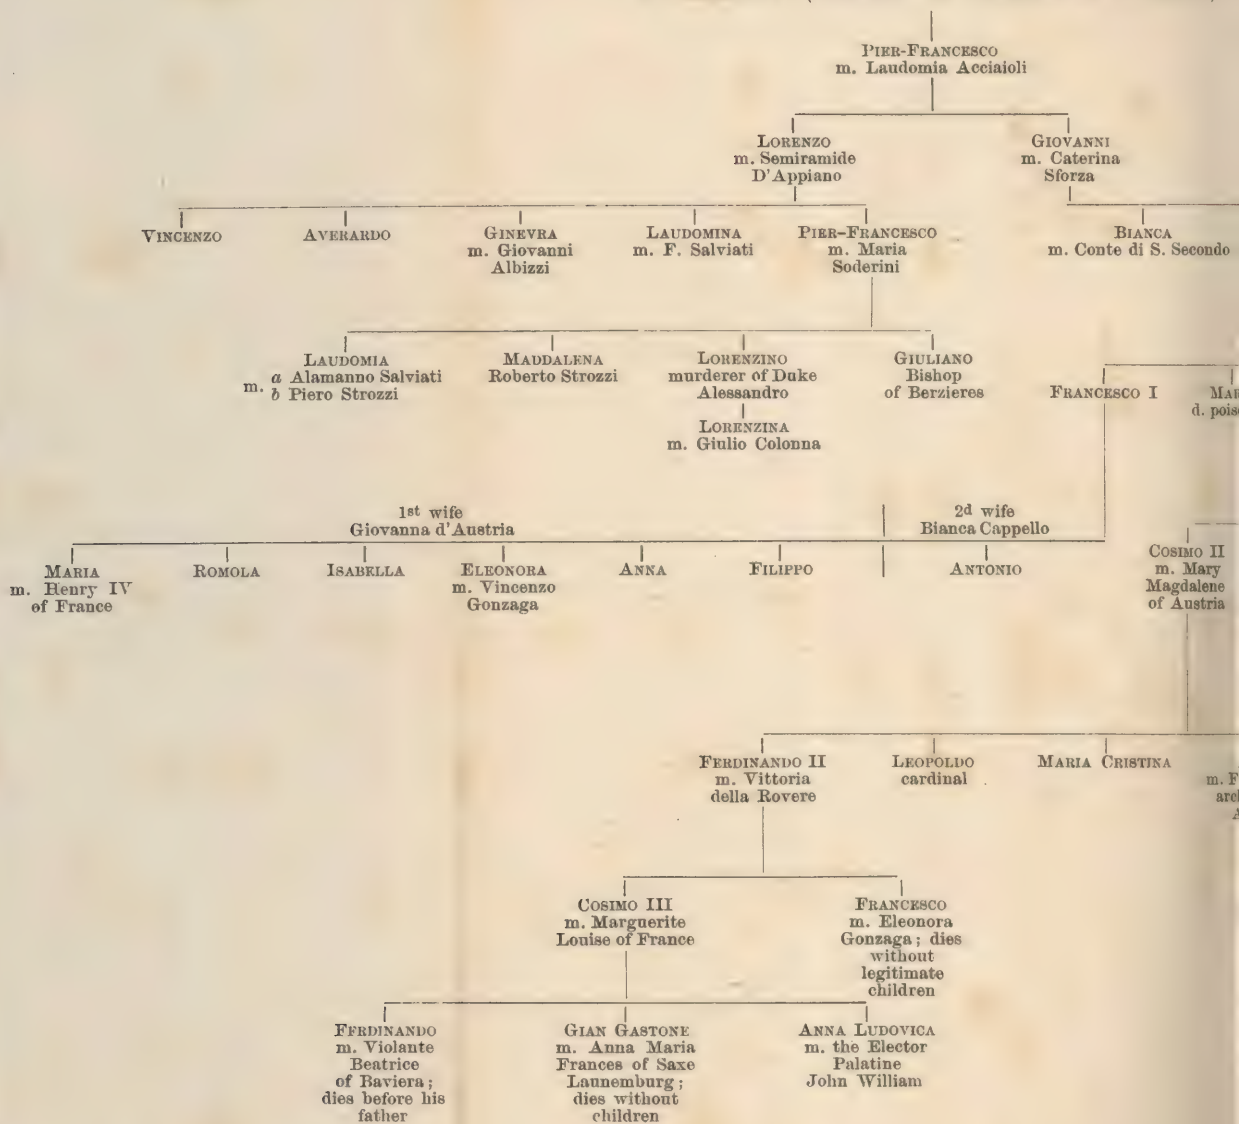 PIER-FRANCESCO
m. Laudomia Acciaioli
LORENZO
m. Semiramide
D'Appiano
GIOVANNI
m. Caterina
Sforza
VINCENZO
AVERARDO
GINEVRA
m. Giovanni
Albizzi
LAUDOMINA
m. F. Salviati
PIER-FRANCESCO
m. Maria
Soderini
BIANCA
m. Conte di S. Secondo
LAUDOMIA
m. a Alamanno Salviati
b Piero Strozzi
MADDALENA
Roberto Strozzi
LORENZINO
murderer of Duke
Alessandro
LORENZINA
m. Giulio Colonna
GIULIANO
Bishop
of Berzieres
FRANCESCO I
MAR
d. pois
1st wife
Giovanna d'Austria
2d wife
Bianca Cappello
MARIA
m. Henry IV
of France
ROMOLA
ISABELLA
ELEONORA
m. Vincenzo
Gonzaga
ANNA
FILIPPO
ANTONIO
COSIMO II
m. Mary
Magdalene
of Austria
FERDINANDO II
m. Vittoria
della Rovere
LEOPOLDO
cardinal
MARIA CRISTINA
m. F
arc
A
COSIMO III
m. Marguerite
Louise of France
FRANCESCO
m. Eleonora
Gonzaga; dies
without
legitimate
children
FERDINANDO
m. Violante
Beatrice
of Baviera;
dies before his
father
GIAN GASTONE
m. Anna Maria
Frances of Saxe
Launemburg;
dies without
children
ANNA LUDOVICA
m. the Elector
Palatine
John William